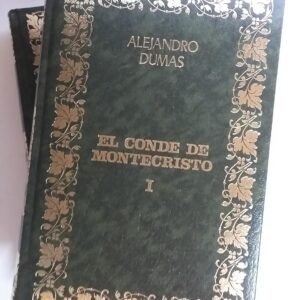 ALEJANDRO
DUMAS
EL CONDE DE
MONTECRISTO
I